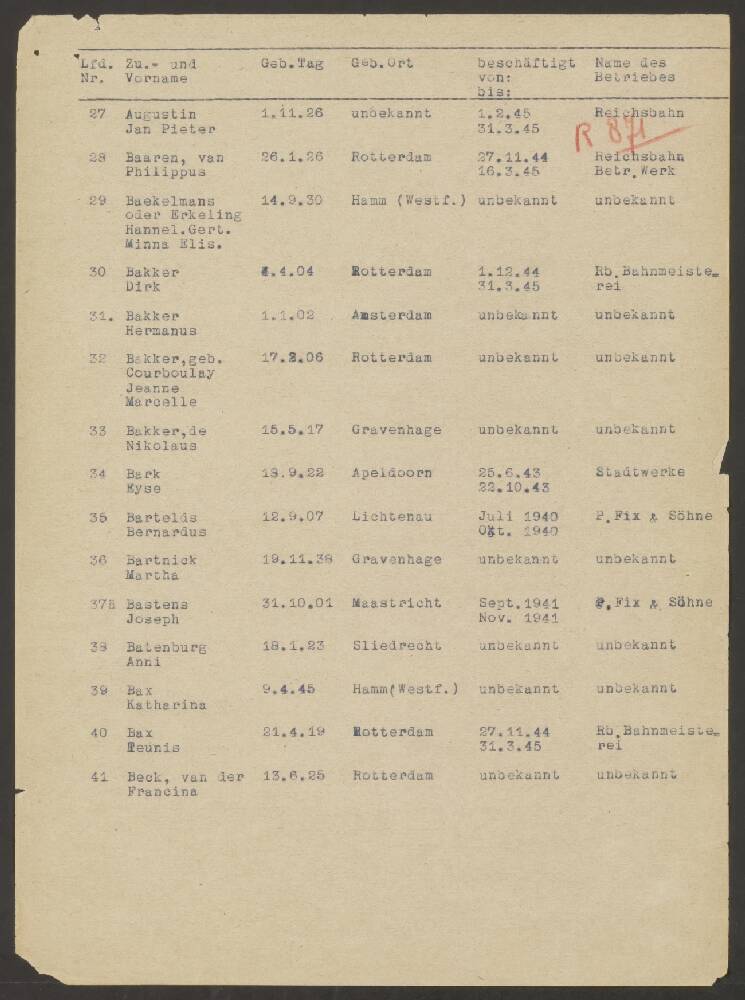 Lfd. Zu.- und Geb.Tag Geb.Ort beschäftigt Name des
Nr. Vorname von: Betriebes
bis:
27 Augustin 1.11.26 unbekannt 1.2.45 Reichsbahn
Jan Pieter 31.3.45
R 871
28 Baaren, van 26.1.26 Rotterdam 27.11.44 Reichsbahn
Philippus 16.3.45 Betr.Werk
29 Baekelmans 14.9.30 Hamm (Westf.) unbekannt unbekannt
oder Erkeling
Hannel.Gert.
Minna Elis.
30 Bakker .4.04 Rotterdam 1.12.44 Rb.Bahnmeiste-
Dirk 31.3.45 rei
31. Bakker 1.1.02 Amsterdam unbekannt unbekannt
Hermanus
32 Bakker,geb. 17.2.06 Rotterdam unbekannt unbekannt
Courboulay
Jeanne
Marcelle
33 Bakker,de 15.5.17 Gravenhage unbekannt unbekannt
Nikolaus
34 Bark 18.9.22 Apeldoorn 25.6.43 Stadtwerke
Eyse 22.10.43
35 Bartelds 12.9.07 Lichtenau Juli 1940 P.Fix & Söhne
Bernardus Okt. 1940
36 Bartnick 19.11.38 Gravenhage unbekannt unbekannt
Martha
37a Bastens 31.10.01 Maastricht Sept.1941 P.Fix & Söhne
Joseph Nov. 1941
38 Batenburg 18.1.23 Sliedrecht unbekannt unbekannt
Anni
39 Bax 9.4.45 Hamm(Westf.) unbekannt unbekannt
Katharina
40 Bax 21.4.19 Rotterdam 27.11.44 Rb.Bahnmeiste-
Teunis 31.3.45 rei
41 Beck, van der 13.6.25 Rotterdam unbekannt unbekannt
Francina